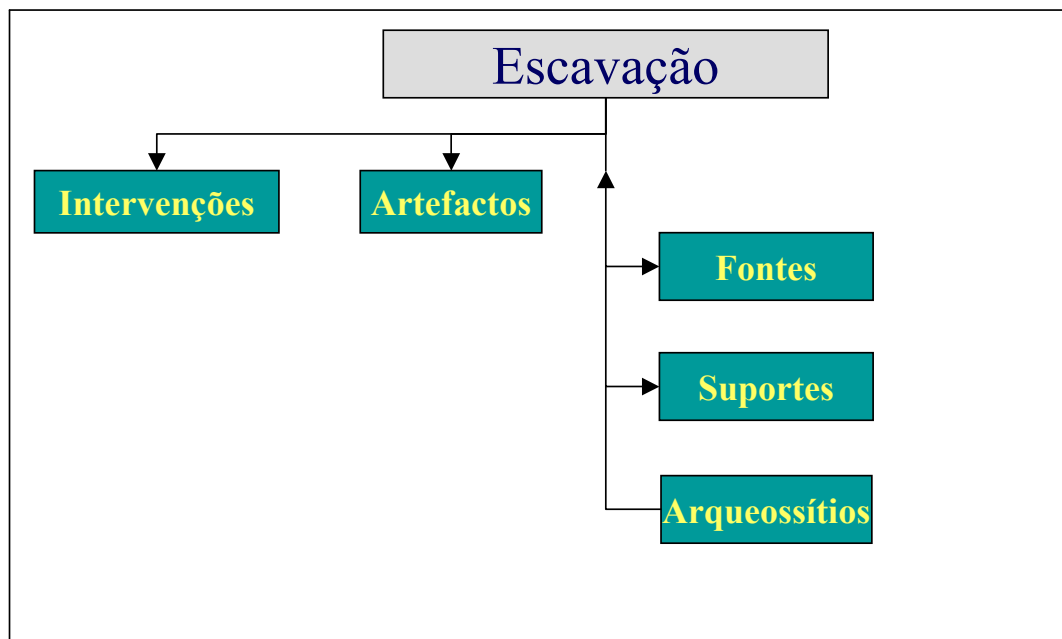 Escavação
Intervenções
Artefactos
Fontes
Suportes
Arqueossítios